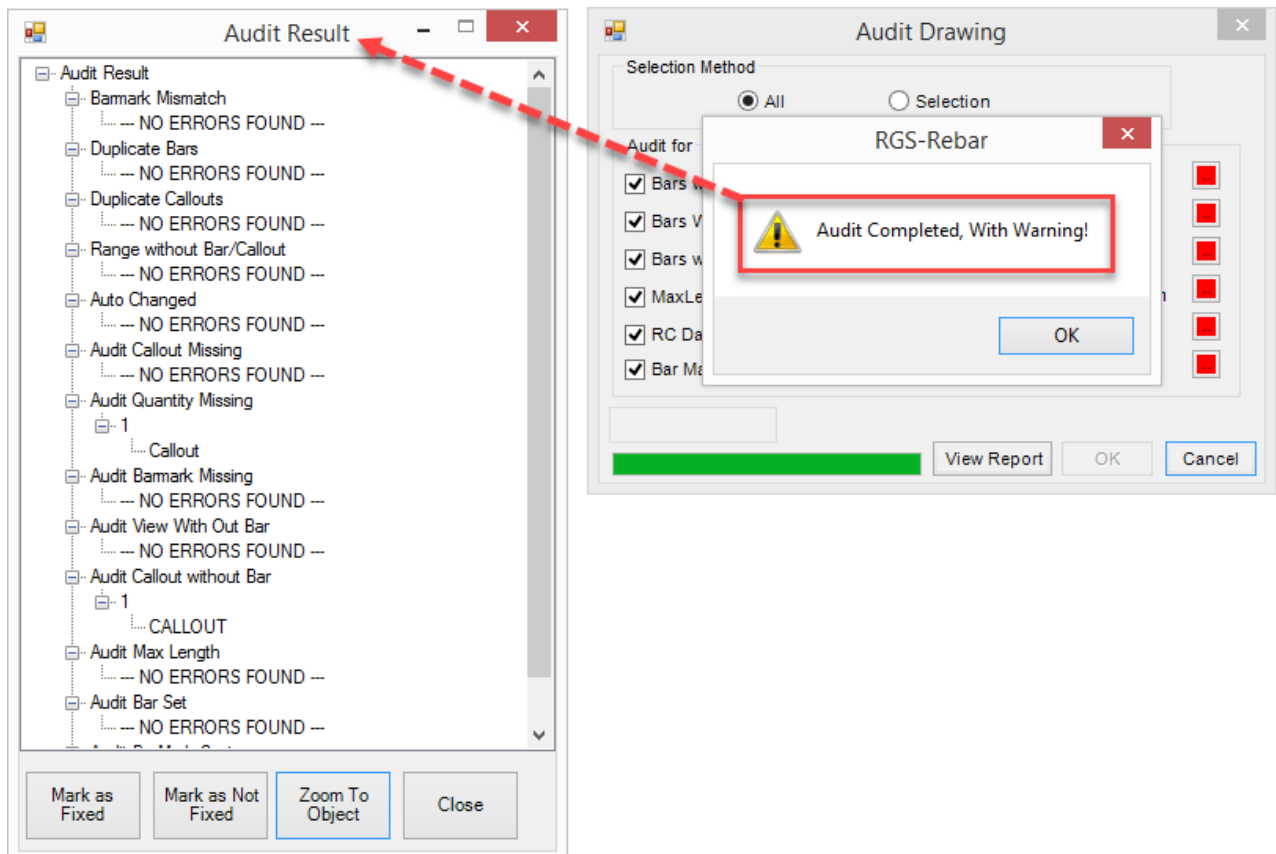 Audit Result
Audit Result
Barmark Mismatch
--- NO ERRORS FOUND ---
Duplicate Bars
--- NO ERRORS FOUND ---
Duplicate Callouts
--- NO ERRORS FOUND ---
Range without Bar/Callout
--- NO ERRORS FOUND ---
Auto Changed
--- NO ERRORS FOUND ---
Audit Callout Missing
--- NO ERRORS FOUND ---
Audit Quantity Missing
1
Callout
Audit Barmark Missing
--- NO ERRORS FOUND ---
Audit View With Out Bar
--- NO ERRORS FOUND ---
Audit Callout without Bar
1
CALLOUT
Audit Max Length
--- NO ERRORS FOUND ---
Audit Bar Set
--- NO ERRORS FOUND ---
Mark as
Fixed
Mark as Not
Fixed
Zoom To
Object
Close
Audit Drawing
Selection Method
All
Selection
Audit for
Bars
Bars
Bars
RC
Bar
RGS-Rebar
Audit Completed, With Warning!
OK
View Report
OK
Cancel